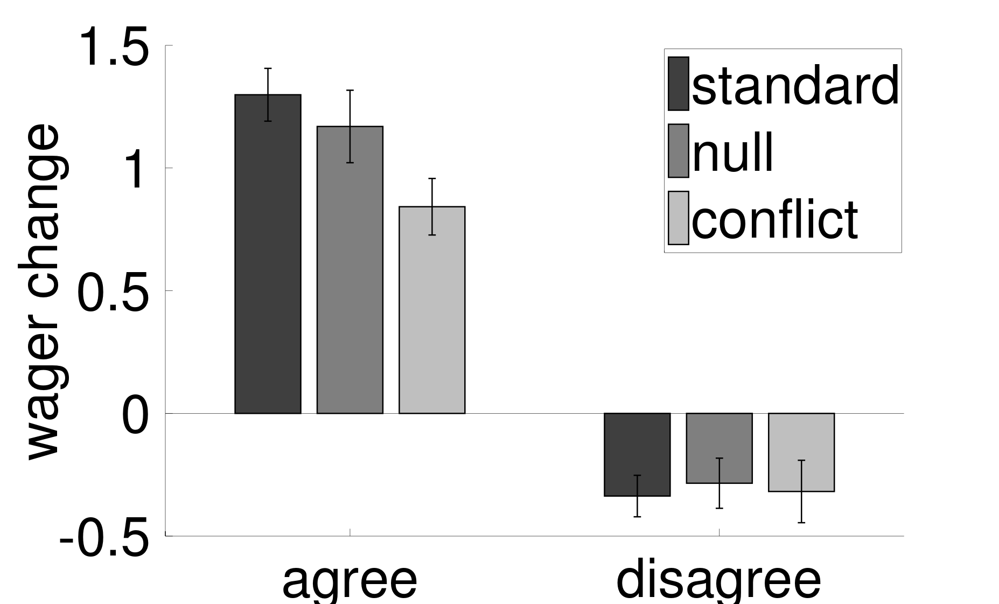 1.5
1
0.5
0
-0.5
wager change
standard
null
conflict
agree
disagree